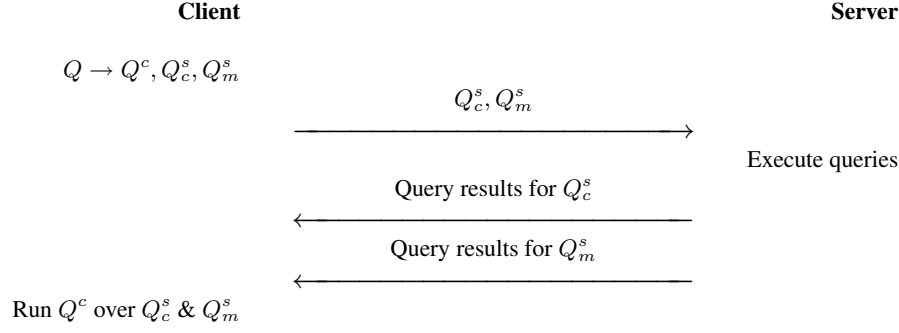 Client Server
Q → Q^c, Q^s_c, Q^s_m
Q^s_c, Q^s_m
Execute queries
Query results for Q^s_c
Query results for Q^s_m
Run Q^c over Q^s_c & Q^s_m